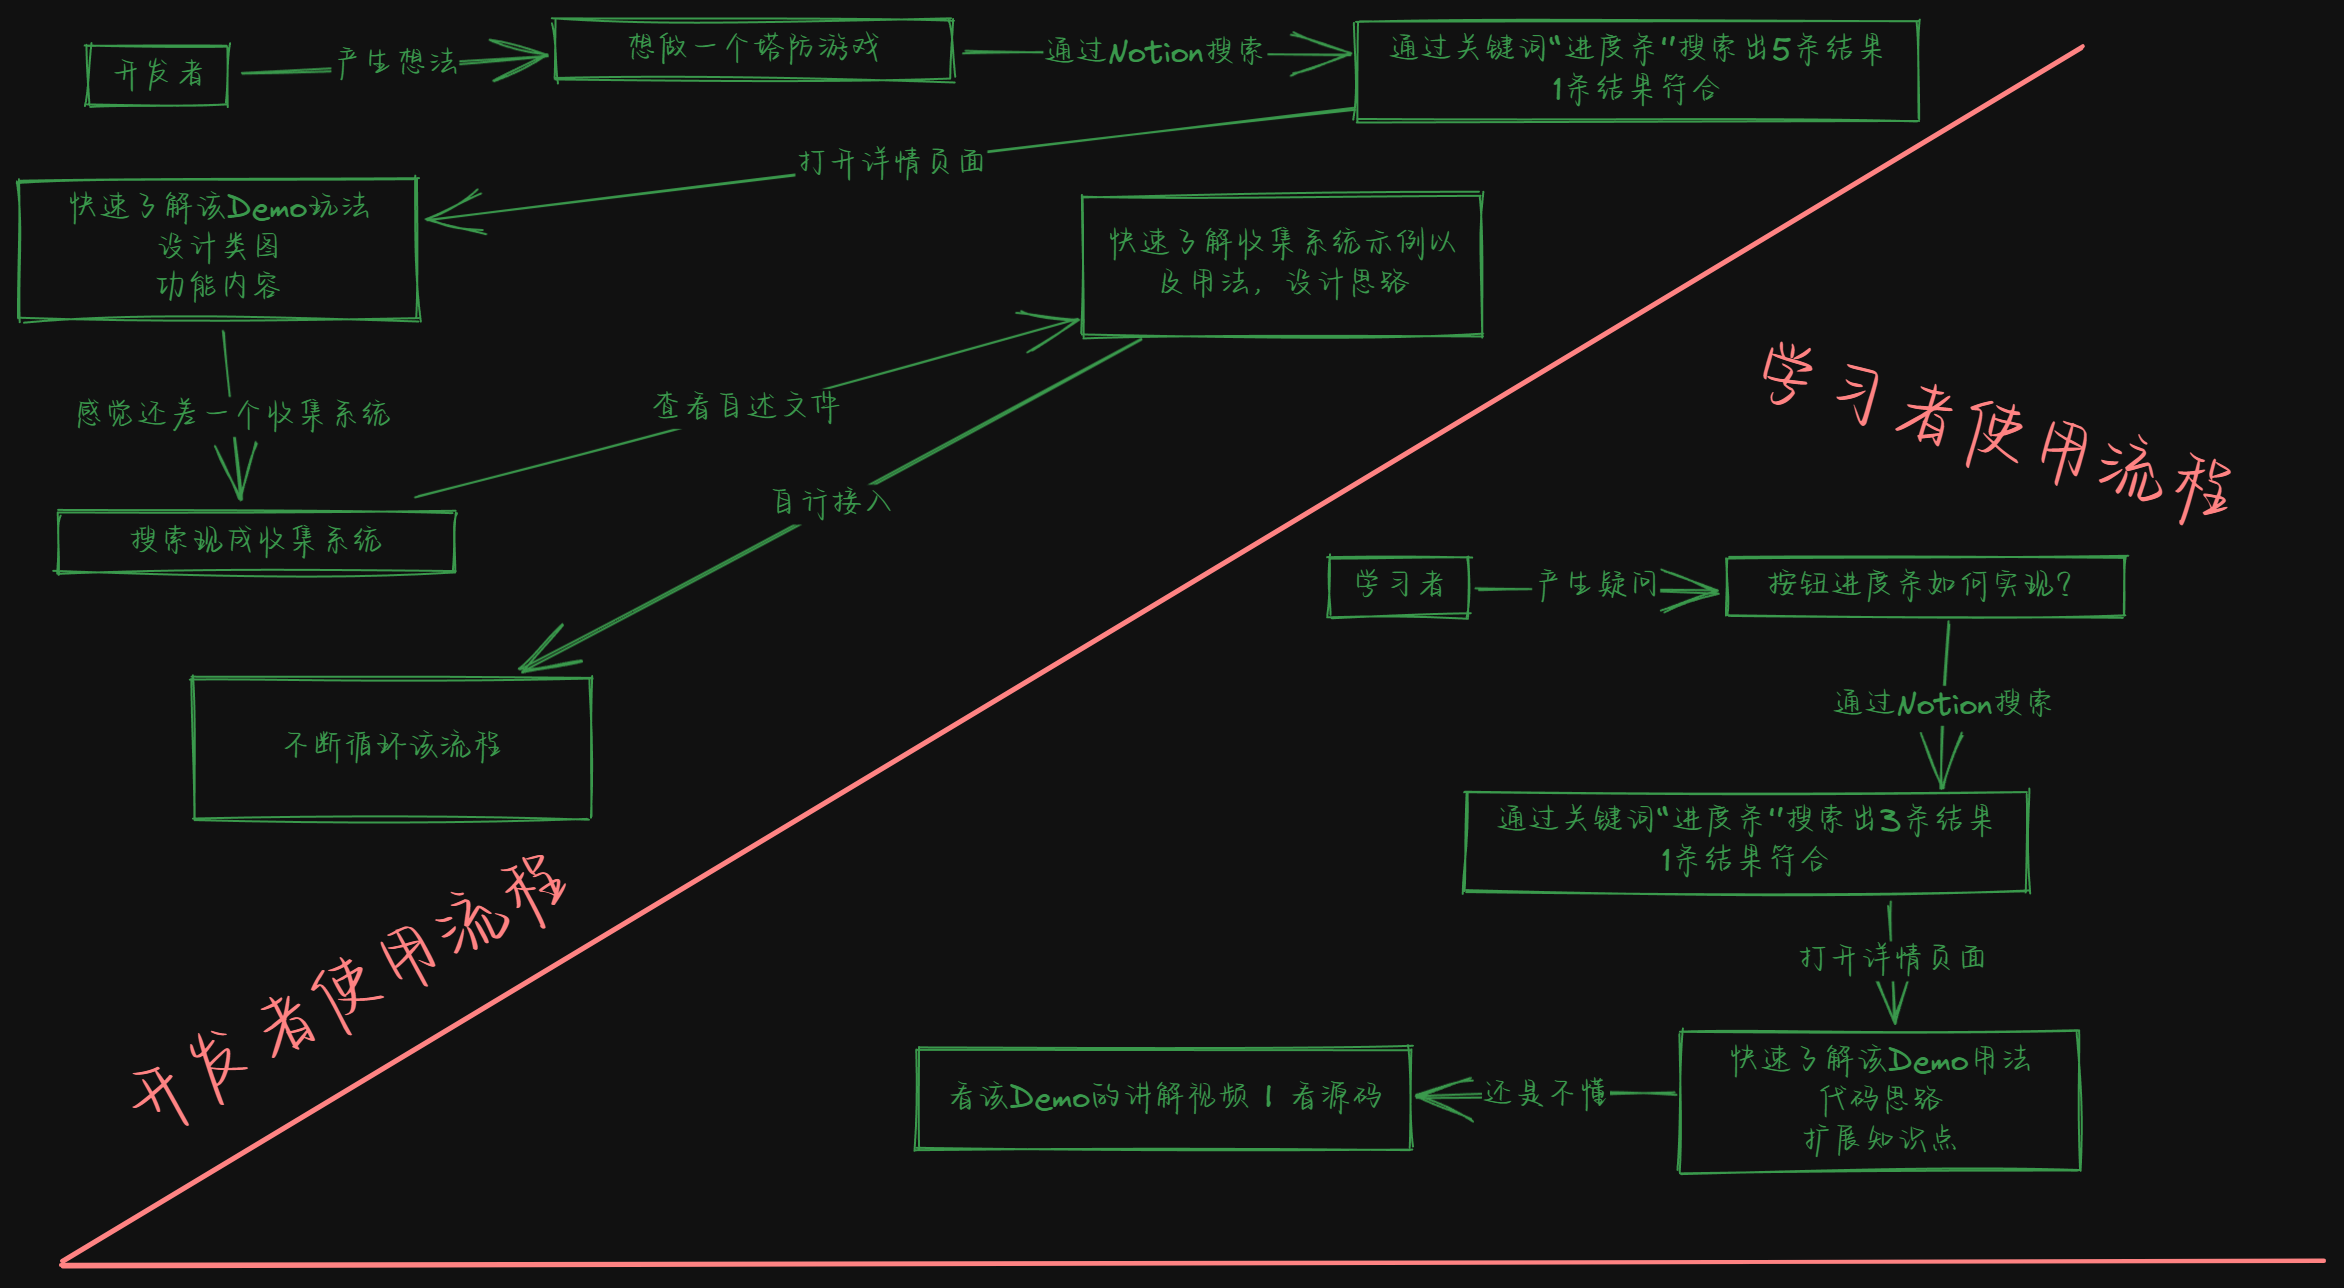 开发者
产生想法
想做一个塔防游戏
通过Notion搜索
通过关键词“进度条”搜索出5条结果
1条结果符合
打开详情页面
快速了解该Demo玩法
设计类图
功能内容
感觉还差一个收集系统
搜索现成收集系统
查看自述文件
快速了解收集系统示例以
及用法，设计思路
自行接入
不断循环该流程
开发者使用流程
学习者使用流程
学习者
产生疑问
按钮进度条如何实现？
通过Notion搜索
通过关键词“进度条”搜索出3条结果
1条结果符合
打开详情页面
快速了解该Demo用法
代码思路
扩展知识点
还是不懂
看该Demo的讲解视频 | 看源码